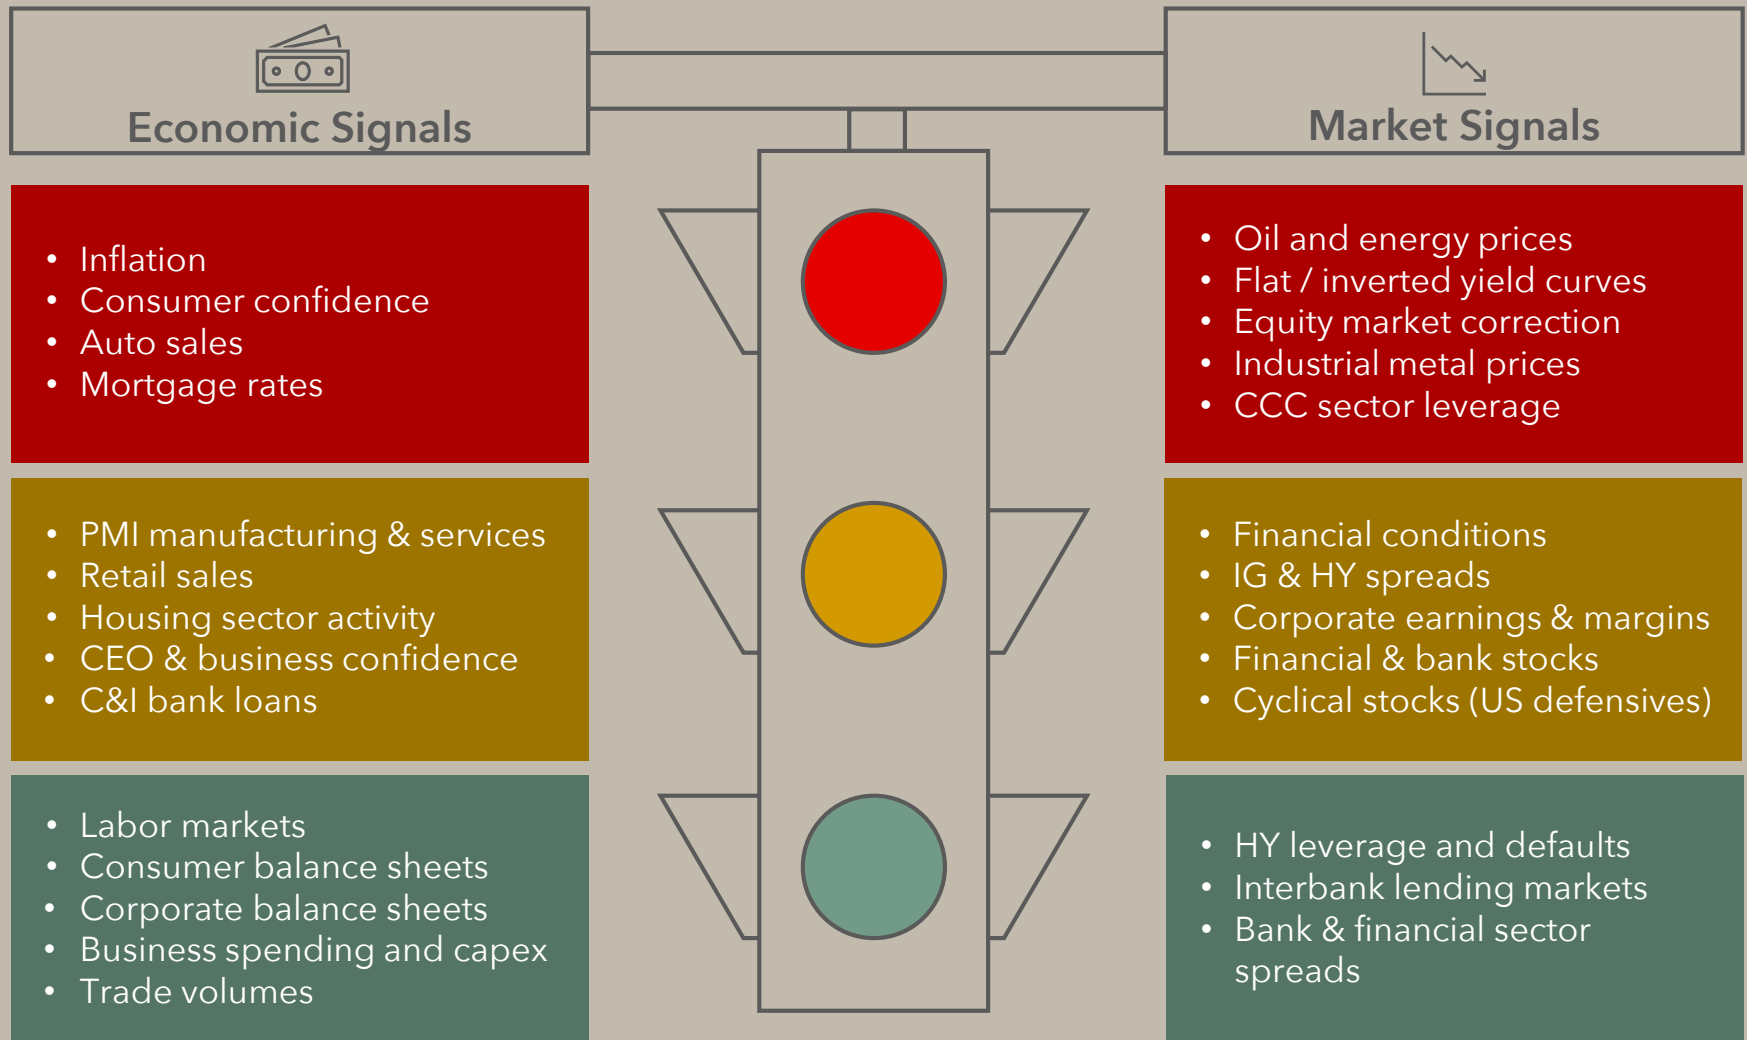 Economic Signals
Market Signals
• Inflation
• Consumer confidence
• Auto sales
• Mortgage rates
• Oil and energy prices
• Flat / inverted yield curves
• Equity market correction
• Industrial metal prices
• CCC sector leverage
• PMI manufacturing & services
• Retail sales
• Housing sector activity
• CEO & business confidence
• C&I bank loans
• Financial conditions
• IG & HY spreads
• Corporate earnings & margins
• Financial & bank stocks
• Cyclical stocks (US defensives)
• Labor markets
• Consumer balance sheets
• Corporate balance sheets
• Business spending and capex
• Trade volumes
• HY leverage and defaults
• Interbank lending markets
• Bank & financial sector
spreads